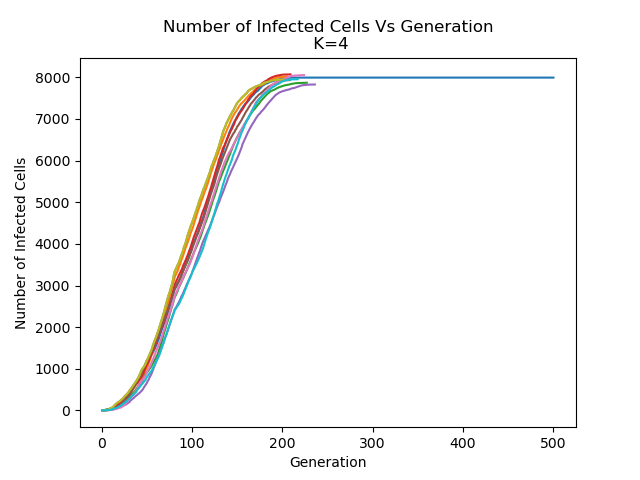 Number of Infected Cells Vs Generation
K=4
8000
7000
6000
5000
4000
3000
2000
1000
0
Number of Infected Cells
0 100 200 300 400 500
Generation